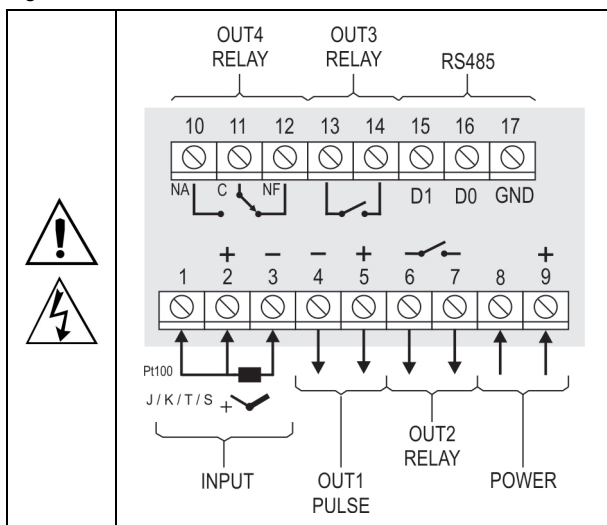 OUT4 RELAY
OUT3 RELAY
RS485
10 11 12 13 14 15 16 17
NA C NF D1 D0 GND
+ − − + +
1 2 3 4 5 6 7 8 9
Pt100
J / K / T / S +
INPUT
OUT1 PULSE
OUT2 RELAY
POWER